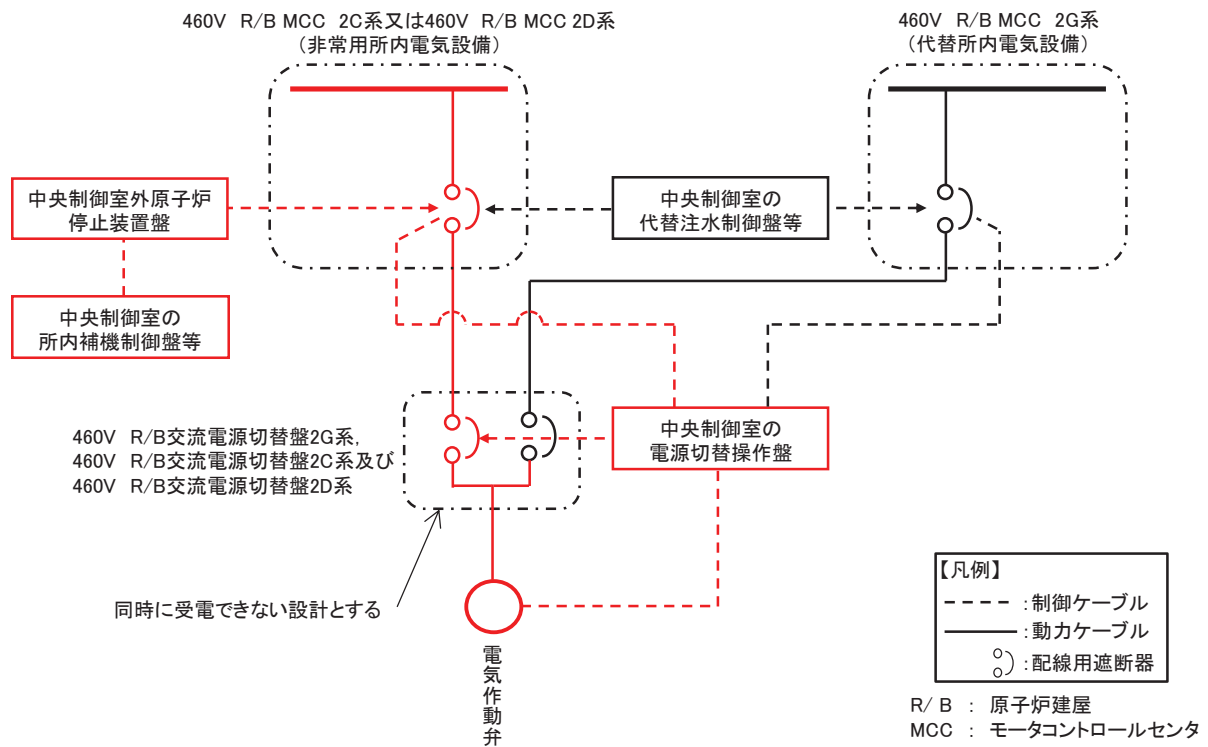 460V R/B MCC 2C系又は460V R/B MCC 2D系
（非常用所内電気設備）
460V R/B MCC 2G系
（代替所内電気設備）
中央制御室外原子炉
停止装置盤
中央制御室の
代替注水制御盤等
中央制御室の
所内補機制御盤等
460V R/B交流電源切替盤2G系，
460V R/B交流電源切替盤2C系及び
460V R/B交流電源切替盤2D系
中央制御室の
電源切替操作盤
同時に受電できない設計とする
電気作動弁
【凡例】
：制御ケーブル
：動力ケーブル
：配線用遮断器
R/ B ： 原子炉建屋
MCC ： モータコントロールセンタ